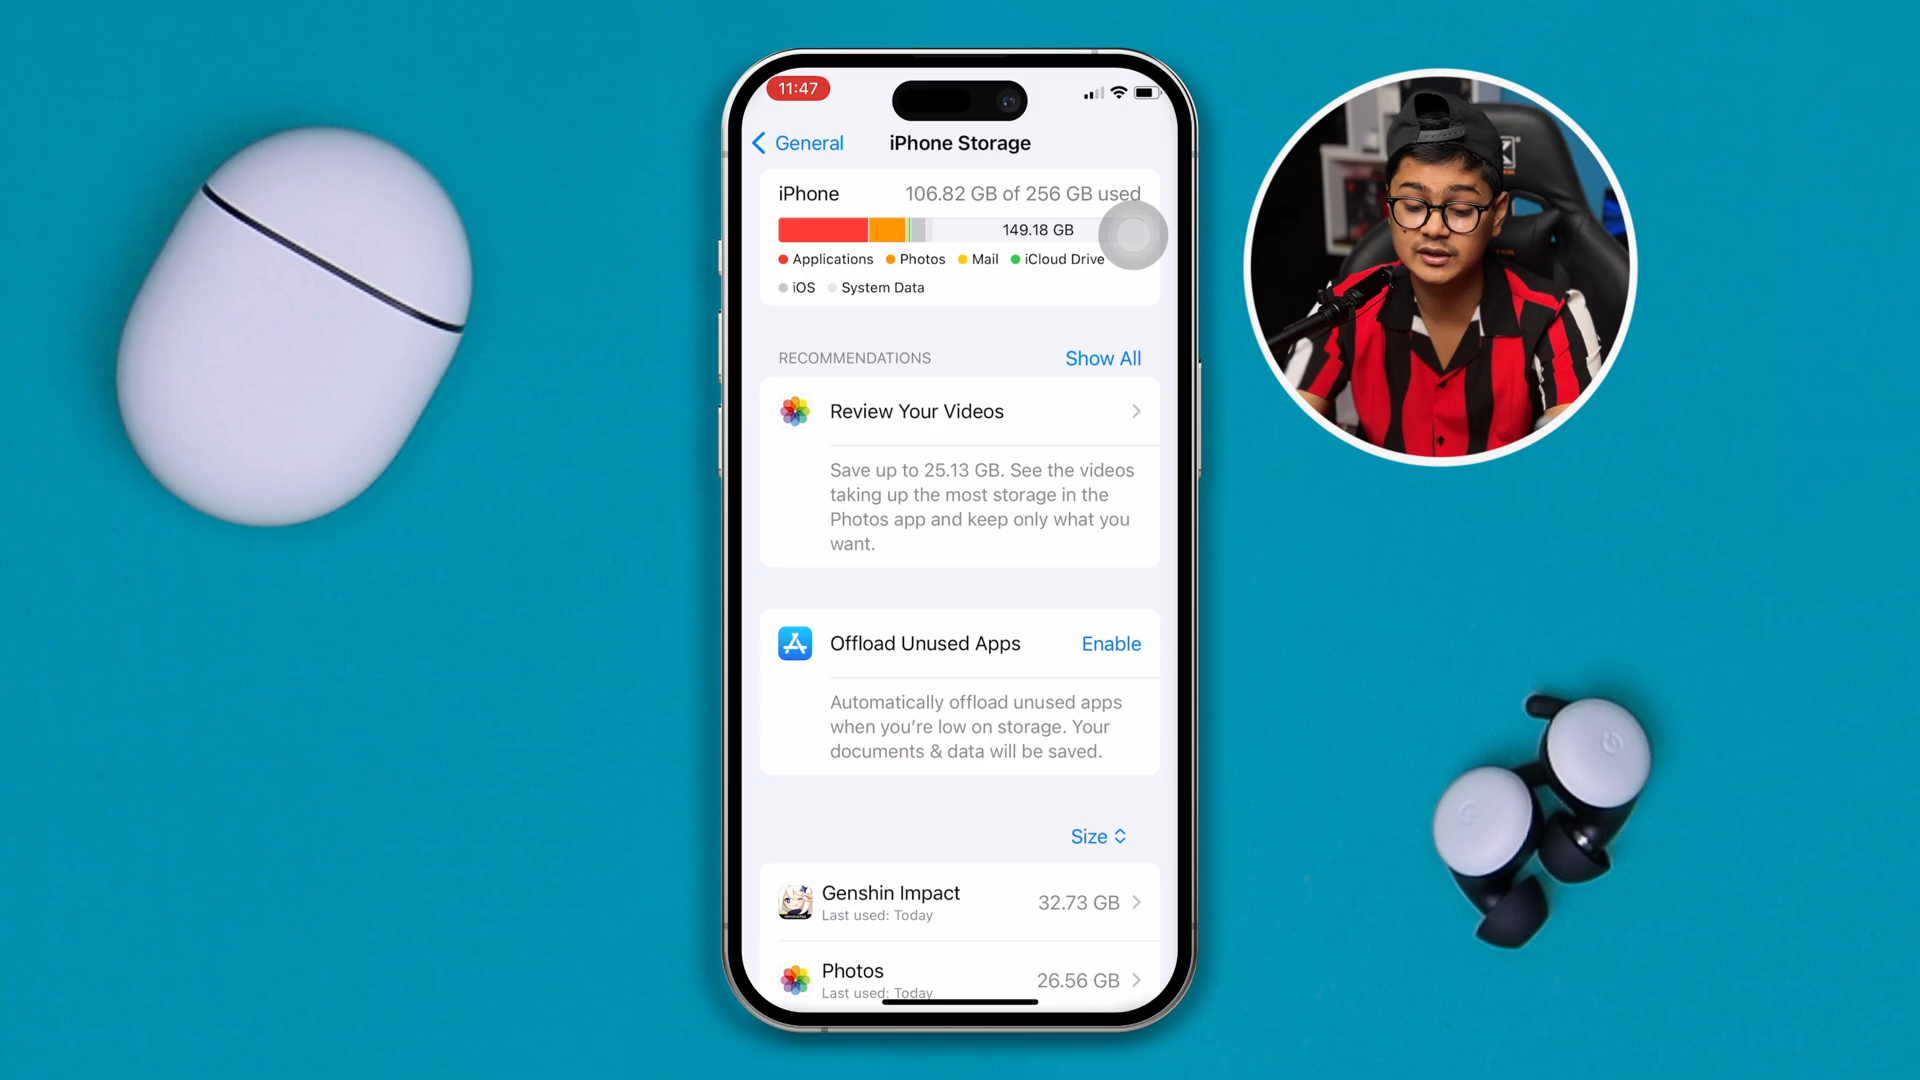 11:47
General
iPhone Storage
iPhone
106.82 GB of 256 GB used
149.18 GB
Applications
Photos
Mail
iCloud Drive
iOS
System Data
RECOMMENDATIONS
Show All
Review Your Videos
Save up to 25.13 GB. See the videos
taking up the most storage in the
Photos app and keep only what you
want.
Offload Unused Apps
Enable
Automatically offload unused apps
when you’re low on storage. Your
documents & data will be saved.
Size
Genshin Impact
Last used: Today
32.73 GB
Photos
Last used: Today
26.56 GB